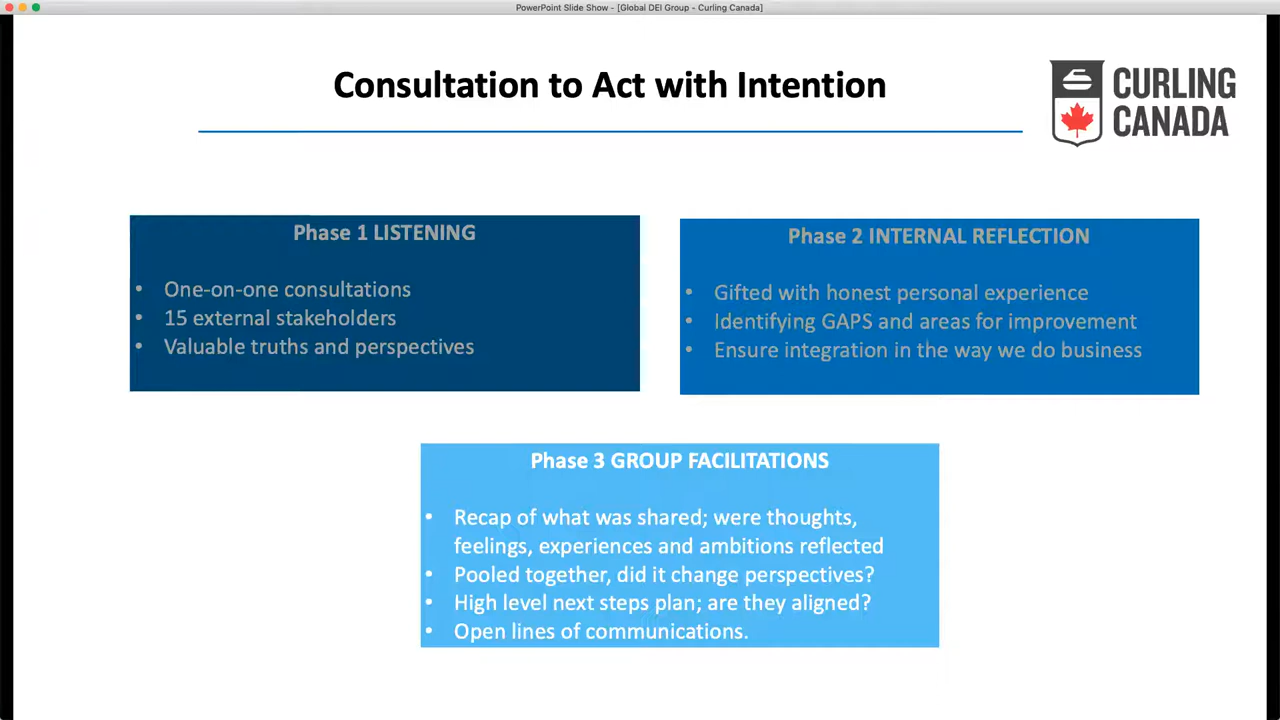 PowerPoint Slide Show - [Global DEI Group - Curling Canada]
Consultation to Act with Intention
CURLING
CANADA
Phase 1 LISTENING
• One-on-one consultations
• 15 external stakeholders
• Valuable truths and perspectives
Phase 2 INTERNAL REFLECTION
• Gifted with honest personal experience
• Identifying GAPS and areas for improvement
• Ensure integration in the way we do business
Phase 3 GROUP FACILITATIONS
• Recap of what was shared; were thoughts,
feelings, experiences and ambitions reflected
• Pooled together, did it change perspectives?
• High level next steps plan; are they aligned?
• Open lines of communications.